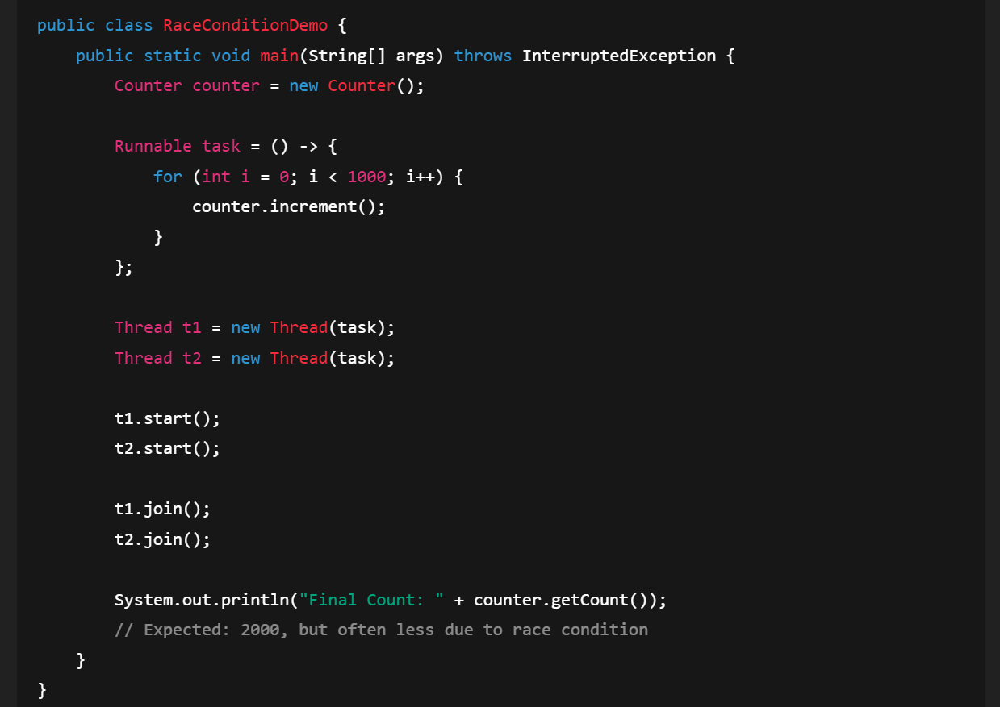 public class RaceConditionDemo {
    public static void main(String[] args) throws InterruptedException {
        Counter counter = new Counter();

        Runnable task = () -> {
            for (int i = 0; i < 1000; i++) {
                counter.increment();
            }
        };

        Thread t1 = new Thread(task);
        Thread t2 = new Thread(task);

        t1.start();
        t2.start();

        t1.join();
        t2.join();

        System.out.println("Final Count: " + counter.getCount());
        // Expected: 2000, but often less due to race condition
    }
}